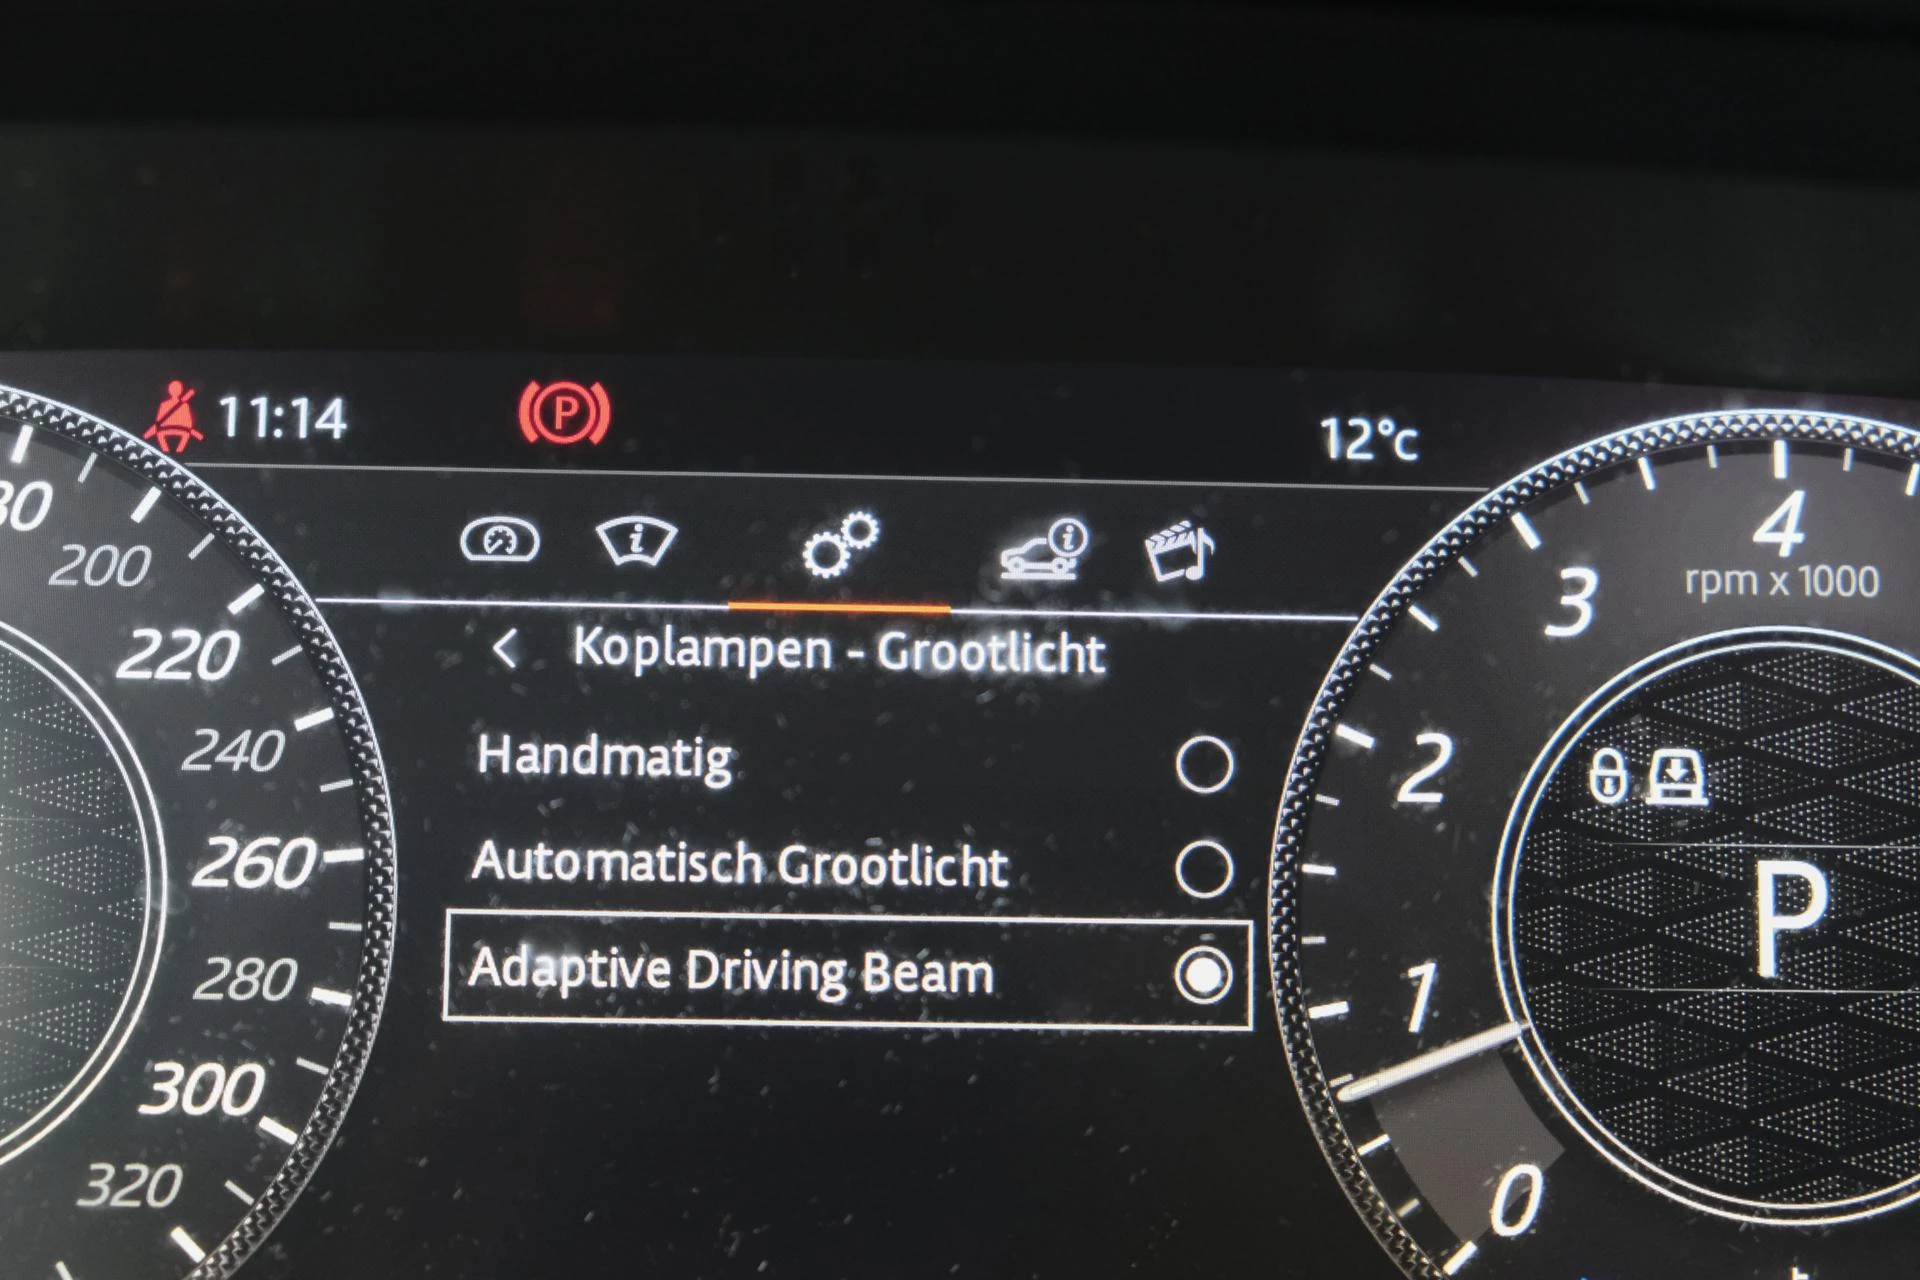 11:14
P
12°C
Koplampen - Grootlicht
Handmatig
Automatisch Grootlicht
Adaptive Driving Beam
200
220
240
260
280
300
320
4
rpm x 1000
3
2
1
0
P